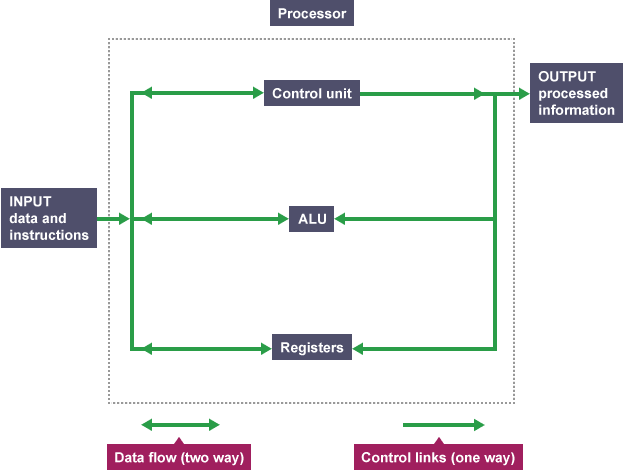 Processor
Control unit
OUTPUT
processed
information
INPUT
data and
instructions
ALU
Registers
Data flow (two way)
Control links (one way)